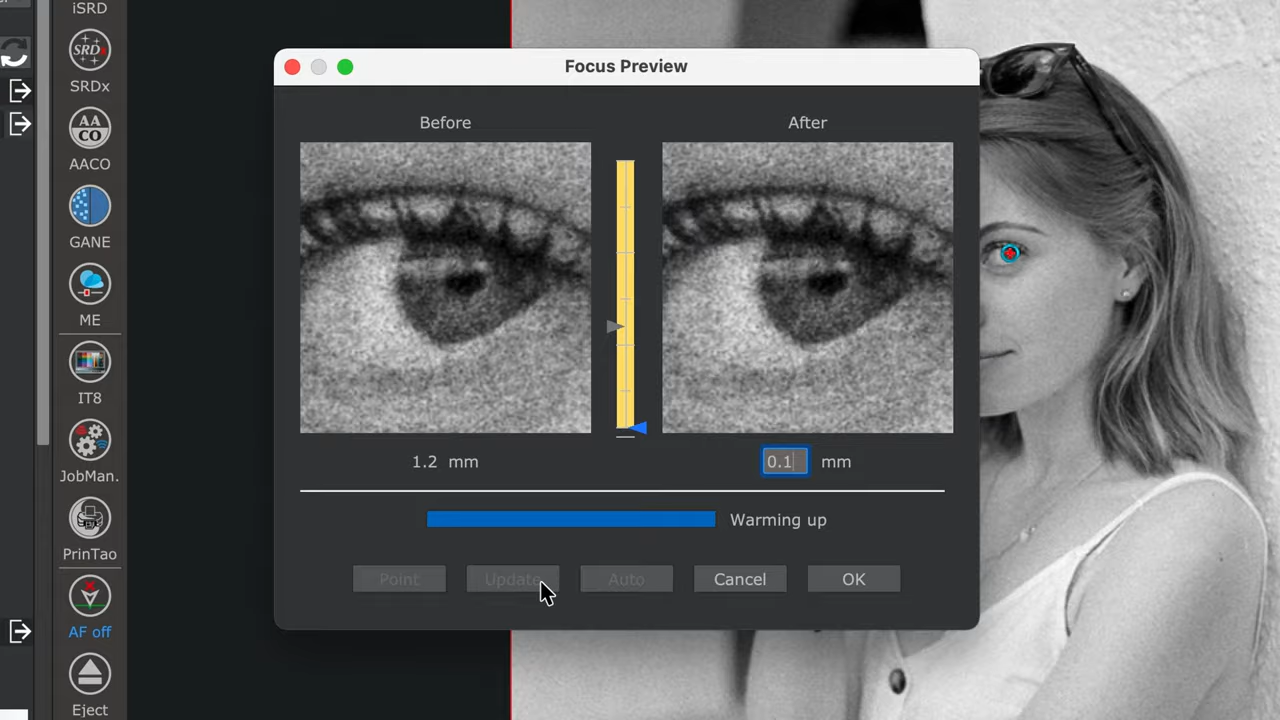 iSRD
SRDx
SRDx
AA
CO
AACO
GANE
ME
IT8
JobMan.
PrinTao
AF off
Eject
Focus Preview
Before
After
1.2 mm
0.1 mm
Warming up
Point
Update
Auto
Cancel
OK